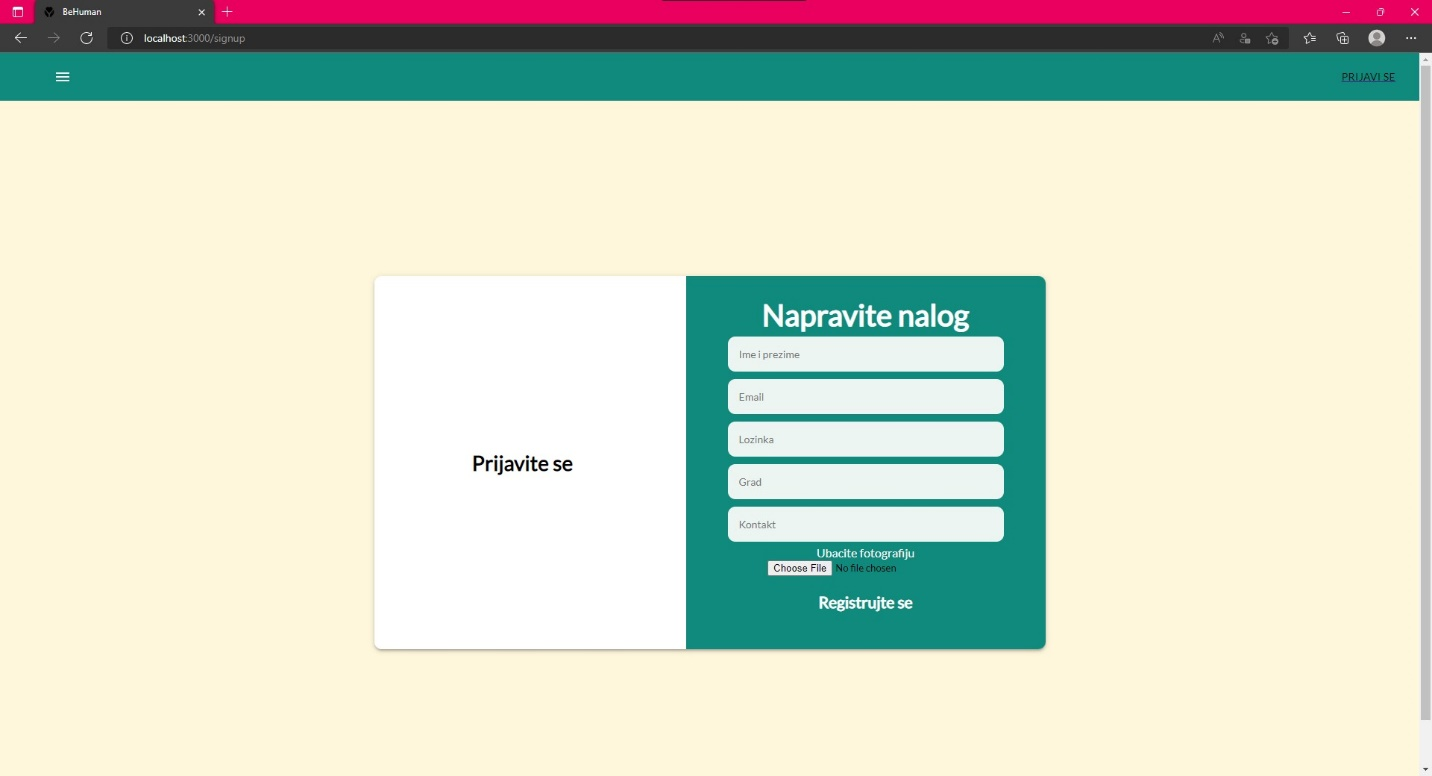 BeHuman
localhost:3000/signup
PRIJAVI SE
Napravite nalog
Ime i prezime
Email
Lozinka
Grad
Kontakt
Ubacite fotografiju
Choose File No file chosen
Registrujte se
Prijavite se